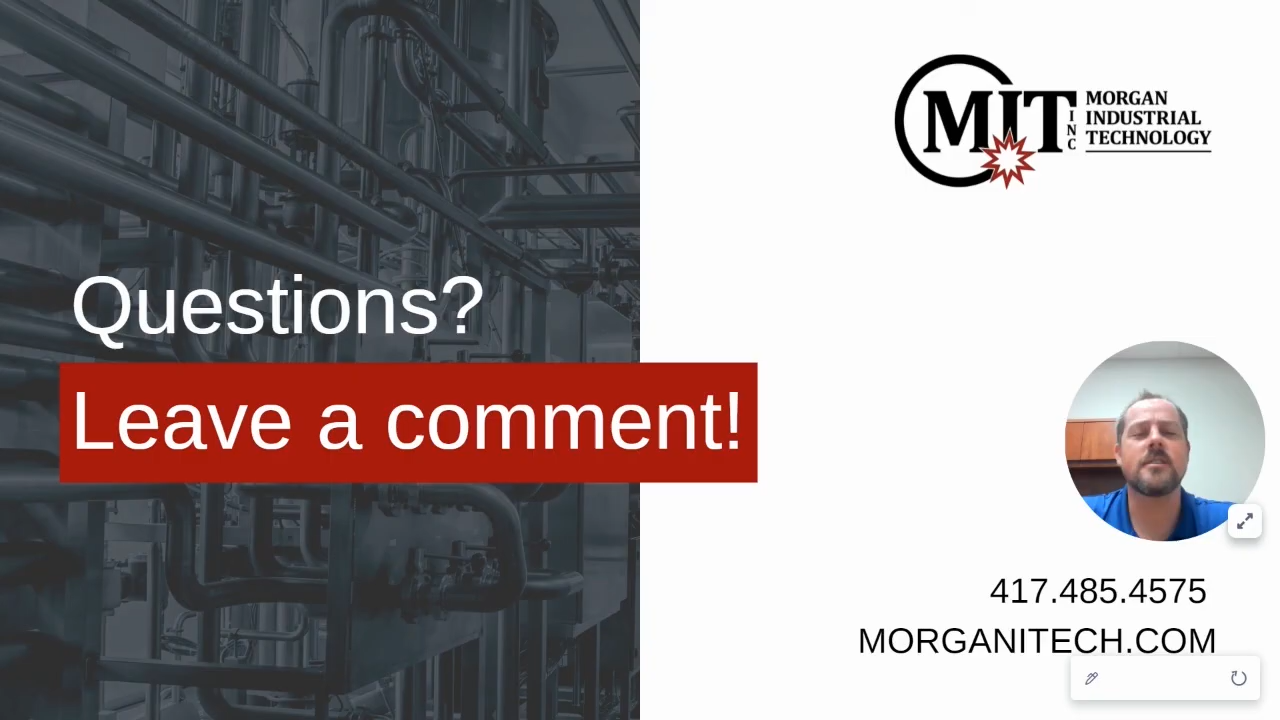 MIT INC
MORGAN
INDUSTRIAL
TECHNOLOGY
Questions?
Leave a comment!
417.485.4575
MORGANITECH.COM